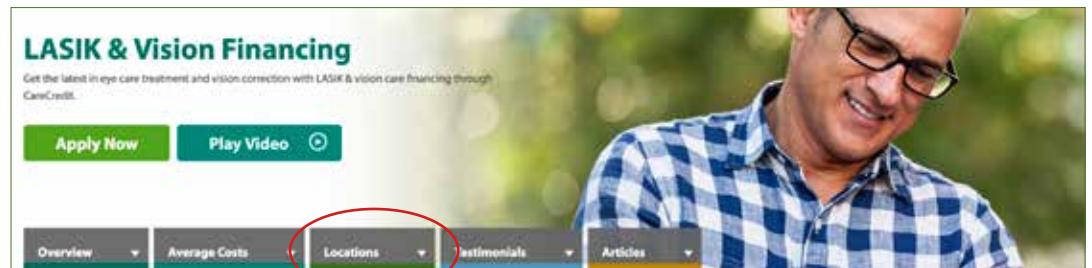 LASIK & Vision Financing
Get the latest in eye care treatment and vision correction with LASIK & vision care financing through
CareCredit.
Apply Now Play Video
Overview Average Costs Locations Testimonials Articles